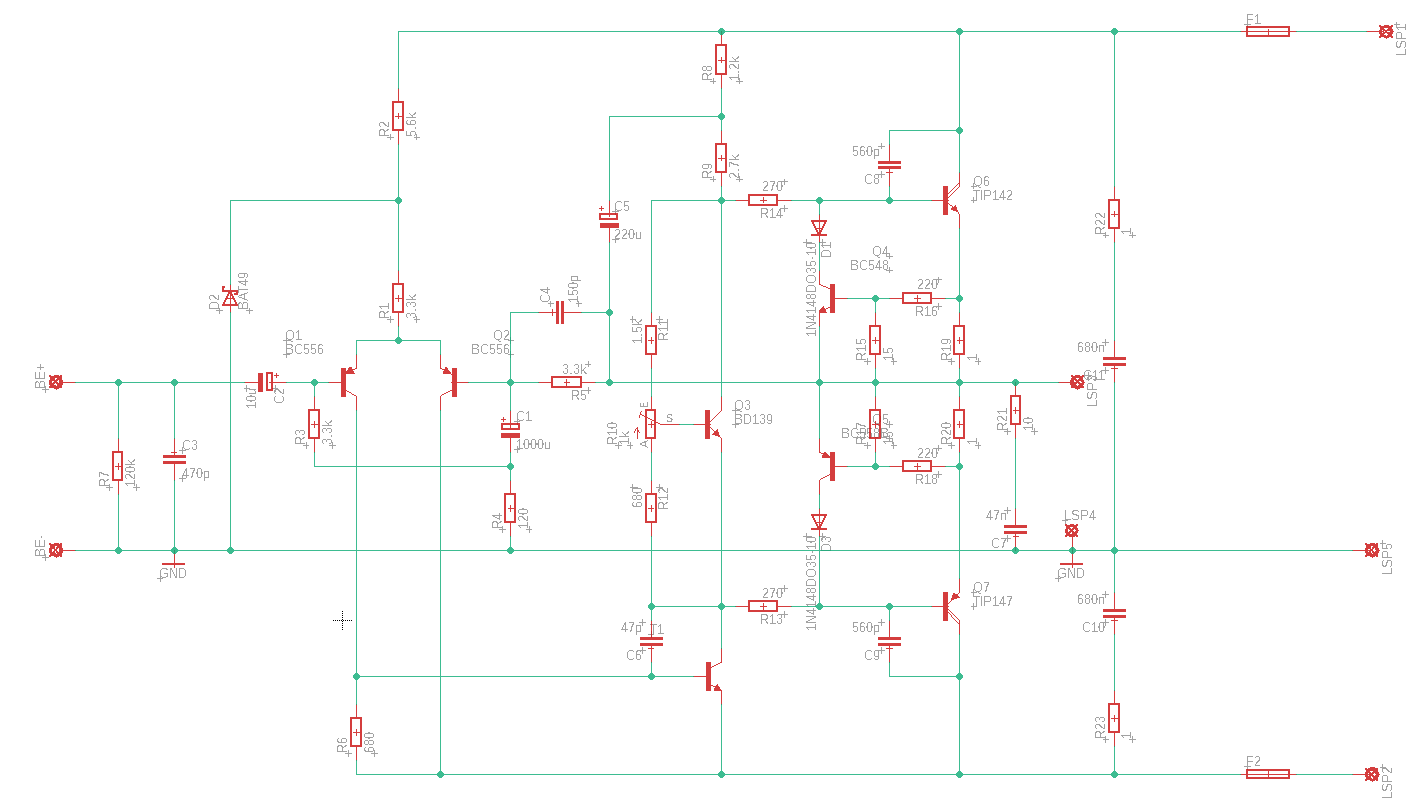 F1
LSP1
R8
1.2k
R2
5.6k
560p
C8
R9
2.7k
270
R14
Q6
TIP142
C5
220u
R22
1
D1
1N4148DO35-10
Q4
BC548
D2
BAT49
C4
150p
R1
3.3k
220
R16
Q1
BC556
Q2
BC556
1.5k
R11
R15
15
R19
1
680n
C11
BE+
10u
C2
3.3k
R5
LSP3
R3
3.3k
C1
1000u
R10
1k
E
S
A
Q3
BD139
R20
1
R21
10
R7
120k
C3
470p
220
R18
R4
120
680
R12
47n
C7
LSP4
BE-
GND
D3
1N4148DO35-10
GND
LSP5
Q7
TIP147
270
R13
680n
C10
47p
T1
C6
560p
C9
R6
680
R23
1
F2
LSP2